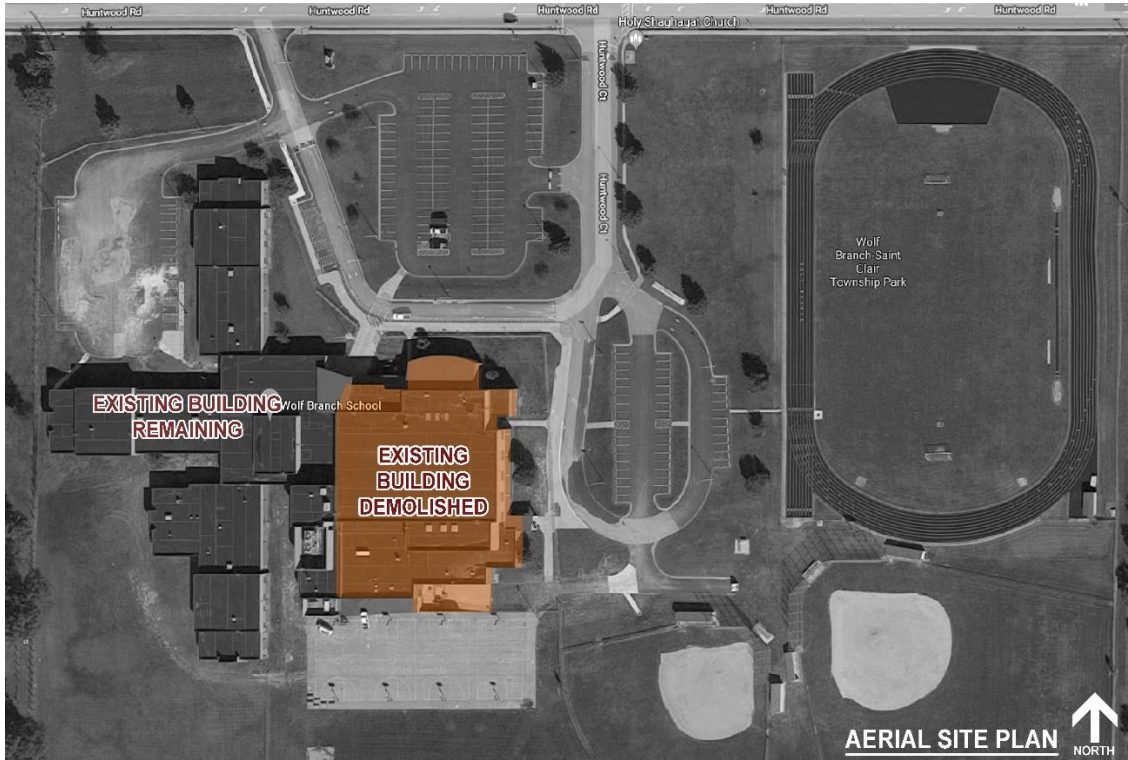 Huntwood Rd
Huntwood Rd
Huntwood Rd
Huntwood Rd
Huntwood Rd
Holy Shaghagat Church
Huntwood Ct
Huntwood Ct
Wolf
Branch-Saint
Clair
Township Park
EXISTING BUILDING
REMAINING
Wolf Branch School
EXISTING
BUILDING
DEMOLISHED
AERIAL SITE PLAN
NORTH